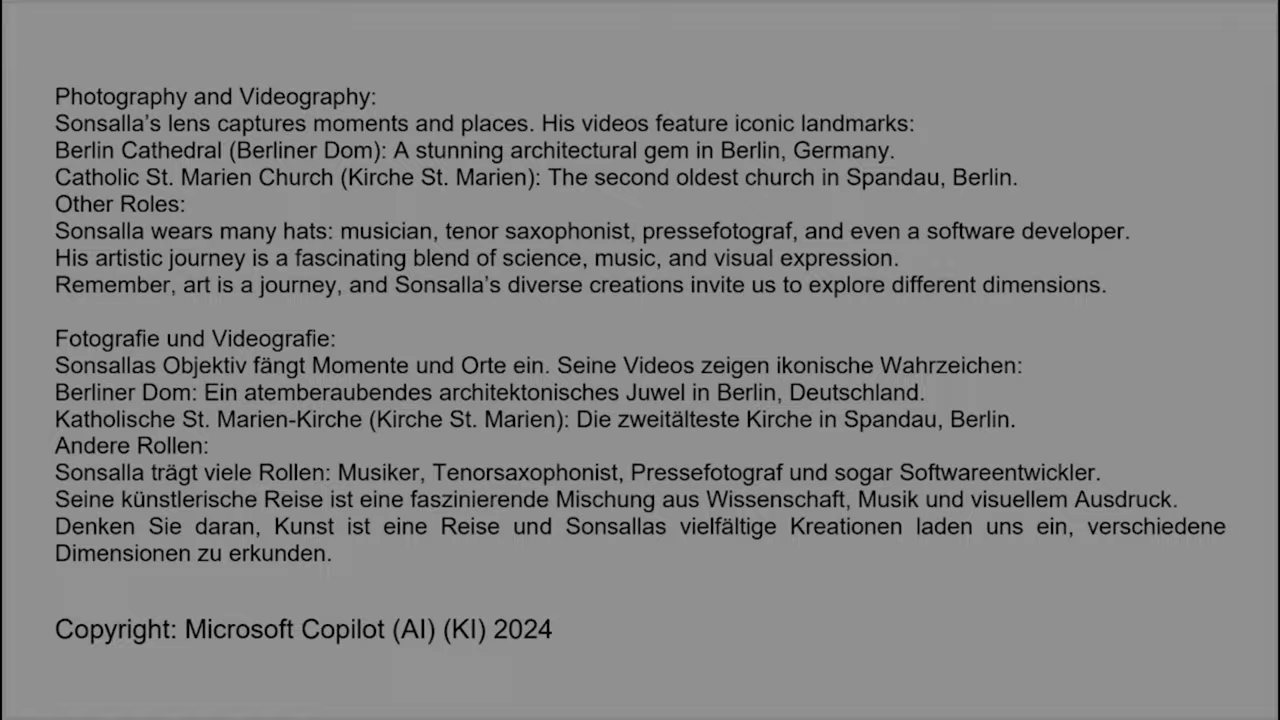 Photography and Videography:
Sonsalla’s lens captures moments and places. His videos feature iconic landmarks:
Berlin Cathedral (Berliner Dom): A stunning architectural gem in Berlin, Germany.
Catholic St. Marien Church (Kirche St. Marien): The second oldest church in Spandau, Berlin.
Other Roles:
Sonsalla wears many hats: musician, tenor saxophonist, pressefotograf, and even a software developer.
His artistic journey is a fascinating blend of science, music, and visual expression.
Remember, art is a journey, and Sonsalla’s diverse creations invite us to explore different dimensions.
Fotografie und Videografie:
Sonsallas Objektiv fängt Momente und Orte ein. Seine Videos zeigen ikonische Wahrzeichen:
Berliner Dom: Ein atemberaubendes architektonisches Juwel in Berlin, Deutschland.
Katholische St. Marien-Kirche (Kirche St. Marien): Die zweitälteste Kirche in Spandau, Berlin.
Andere Rollen:
Sonsalla trägt viele Rollen: Musiker, Tenorsaxophonist, Pressefotograf und sogar Softwareentwickler.
Seine künstlerische Reise ist eine faszinierende Mischung aus Wissenschaft, Musik und visuellem Ausdruck.
Denken Sie daran, Kunst ist eine Reise und Sonsallas vielfältige Kreationen laden uns ein, verschiedene
Dimensionen zu erkunden.
Copyright: Microsoft Copilot (AI) (KI) 2024